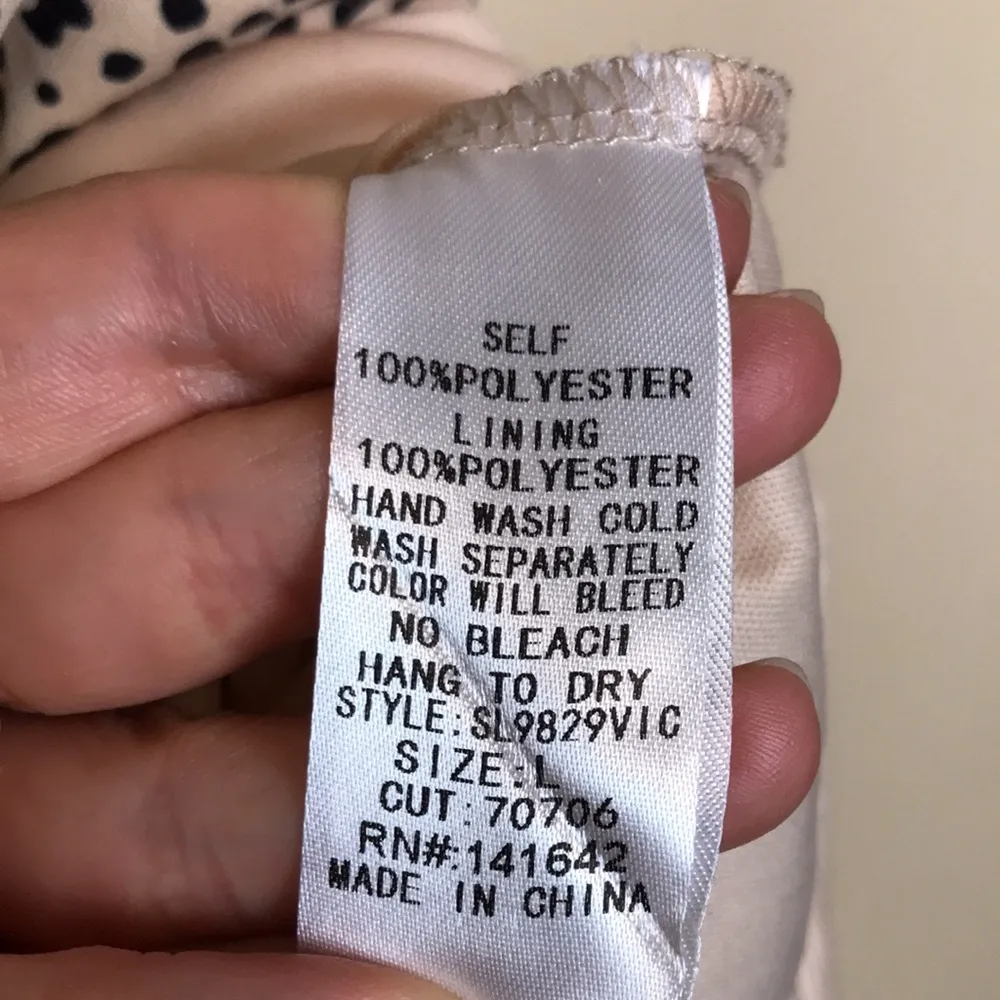 SELF
100%POLYESTER
LINING
100%POLYESTER
HAND WASH COLD
WASH SEPARATELY
COLOR WILL BLEED
NO BLEACH
HANG TO DRY
STYLE:SL9829VIC
SIZE:L
CUT:70706
RN#:141642
MADE IN CHINA